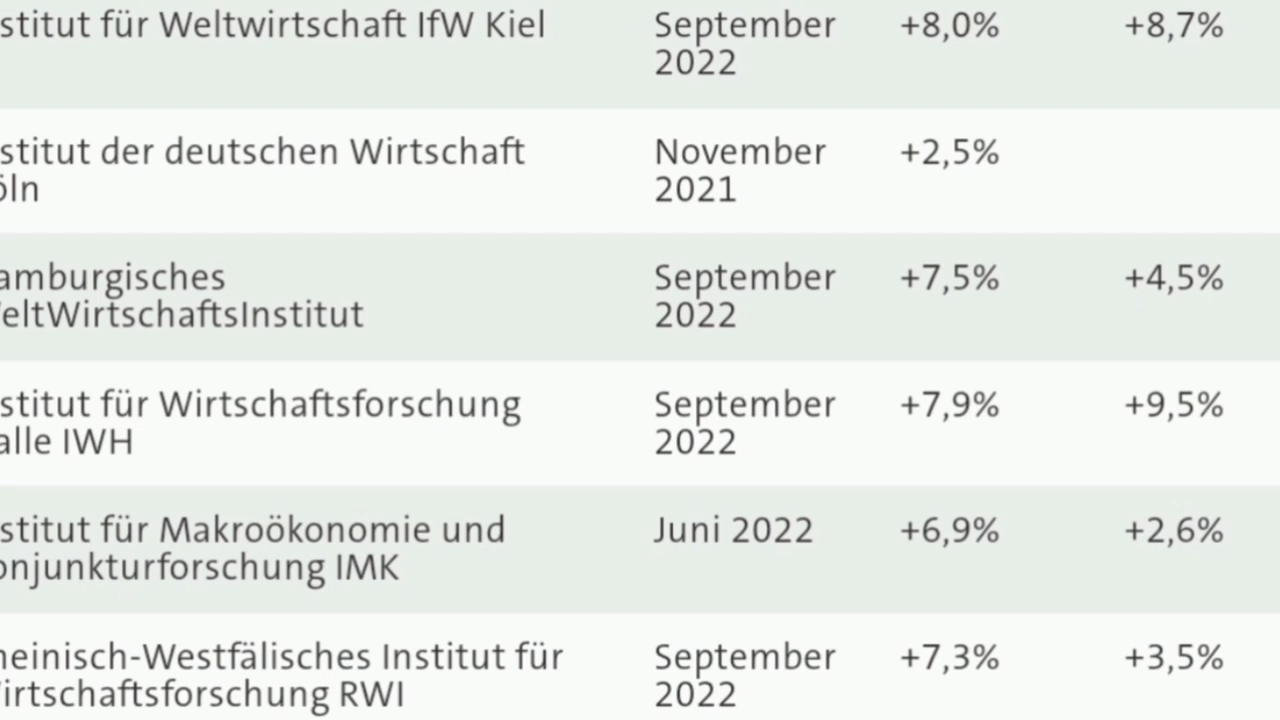 stitut für Weltwirtschaft IfW Kiel September +8,0% +8,7%
2022
stitut der deutschen Wirtschaft November +2,5%
öln 2021
amburgisches September +7,5% +4,5%
eltWirtschaftsInstitut 2022
stitut für Wirtschaftsforschung September +7,9% +9,5%
alle IWH 2022
stitut für Makroökonomie und Juni 2022 +6,9% +2,6%
onjunkturforschung IMK
heinisch-Westfälisches Institut für September +7,3% +3,5%
irtschaftsforschung RWI 2022